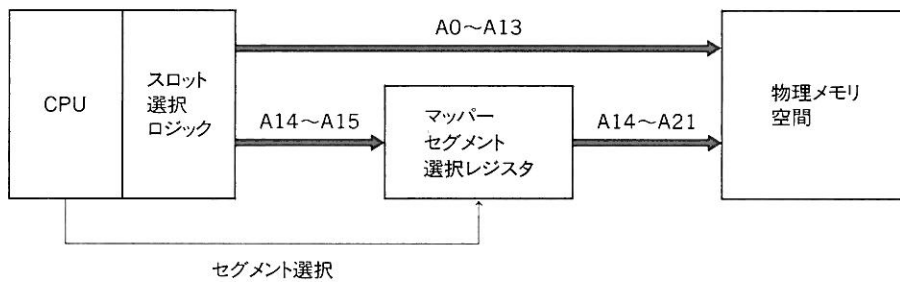 A0～A13
CPU
スロット
選択
ロジック
A14～A15
マッパー
セグメント
選択レジスタ
A14～A21
物理メモリ
空間
セグメント選択